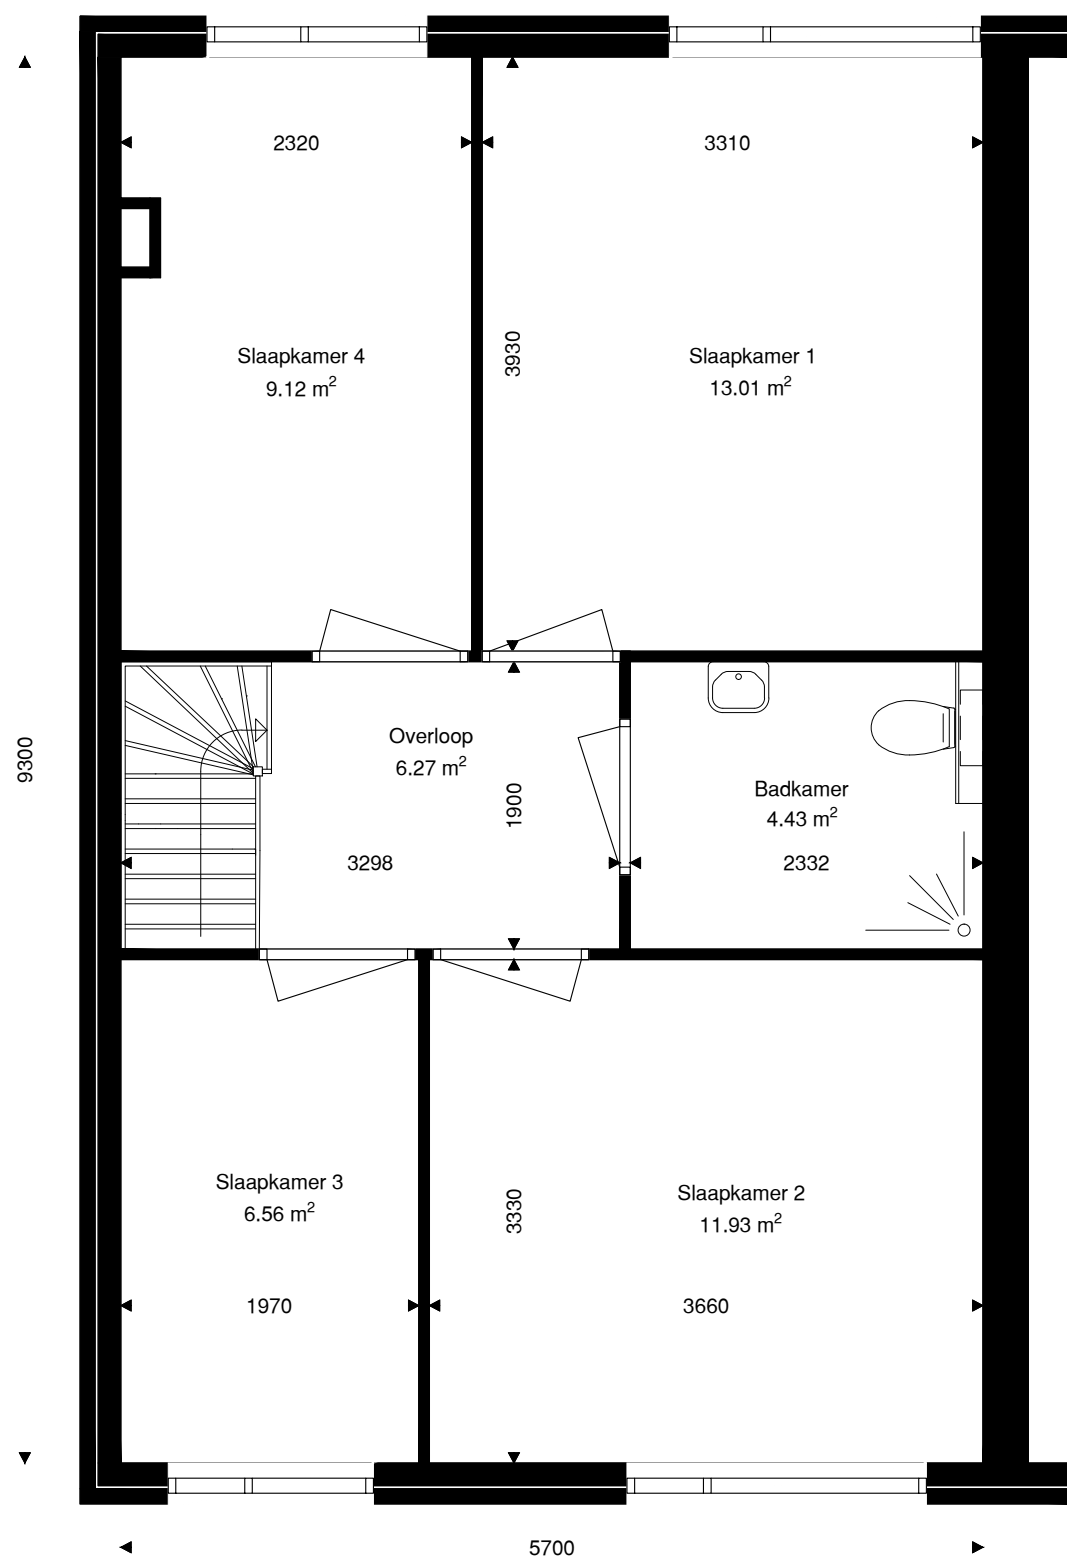 2320
3310
3930
Slaapkamer 4
9.12 m²
Slaapkamer 1
13.01 m²
9300
Overloop
6.27 m²
1900
Badkamer
4.43 m²
3298
2332
Slaapkamer 3
6.56 m²
3330
Slaapkamer 2
11.93 m²
1970
3660
5700